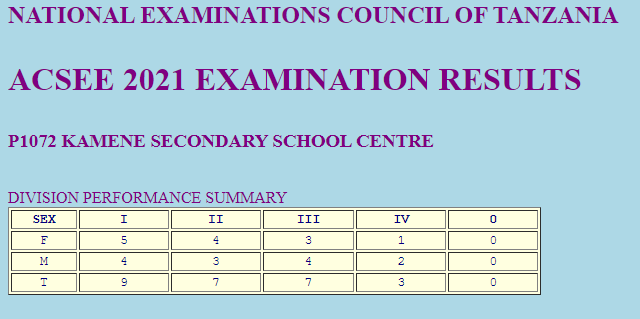 NATIONAL EXAMINATIONS COUNCIL OF TANZANIA
ACSEE 2021 EXAMINATION RESULTS
P1072 KAMENE SECONDARY SCHOOL CENTRE
DIVISION PERFORMANCE SUMMARY
SEX I II III IV 0
F 5 4 3 1 0
M 4 3 4 2 0
T 9 7 7 3 0